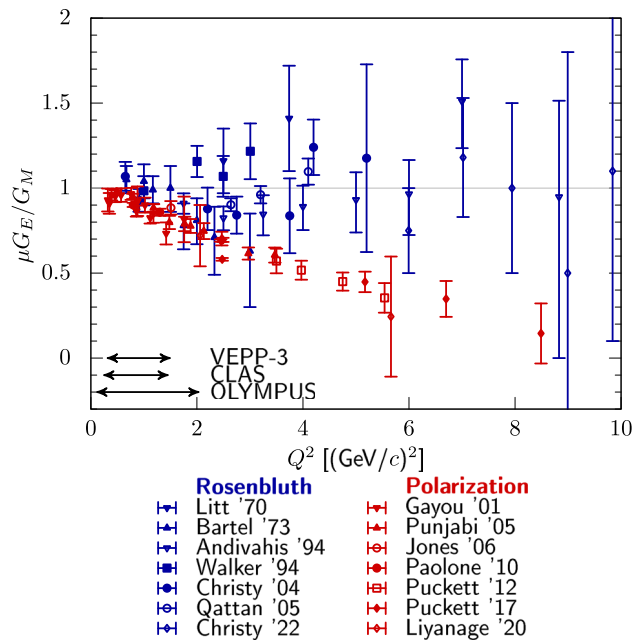 2
1.5
1
0.5
0
μG_E/G_M
VEPP-3
CLAS
OLYMPUS
0 2 4 6 8 10
Q² [(GeV/c)²]
Rosenbluth Polarization
Litt '70 Gayou '01
Bartel '73 Punjabi '05
Andivahis '94 Jones '06
Walker '94 Paolone '10
Christy '04 Puckett '12
Qattan '05 Puckett '17
Christy '22 Liyanage '20